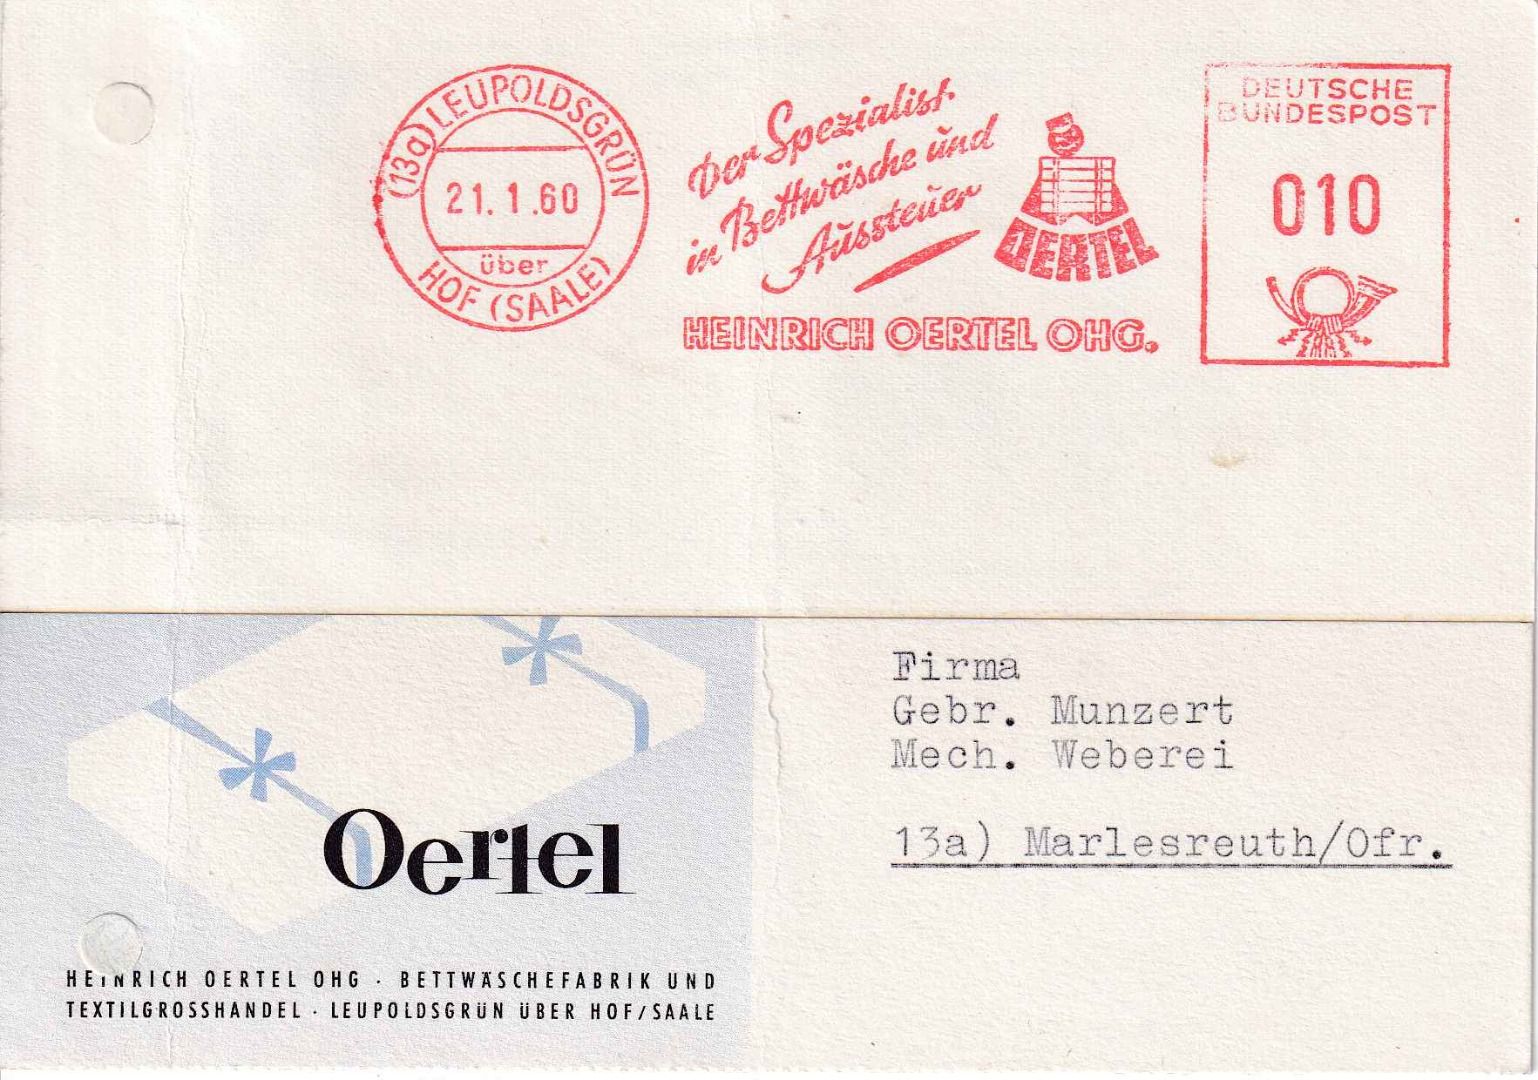 (13a) LEUPOLDSGRÜN
21.1.60
über
HOF (SAALE)
Der Spezialist
in Bettwäsche und
Aussteuer
OERTEL
HEINRICH OERTEL OHG.
DEUTSCHE
BUNDESPOST
010
Firma
Gebr. Munzert
Mech. Weberei
13a) Marlesreuth/Ofr.
Oertel
HEINRICH OERTEL OHG · BETTWÄSCHEFABRIK UND
TEXTILGROSSHANDEL · LEUPOLDSGRÜN ÜBER HOF/SAALE